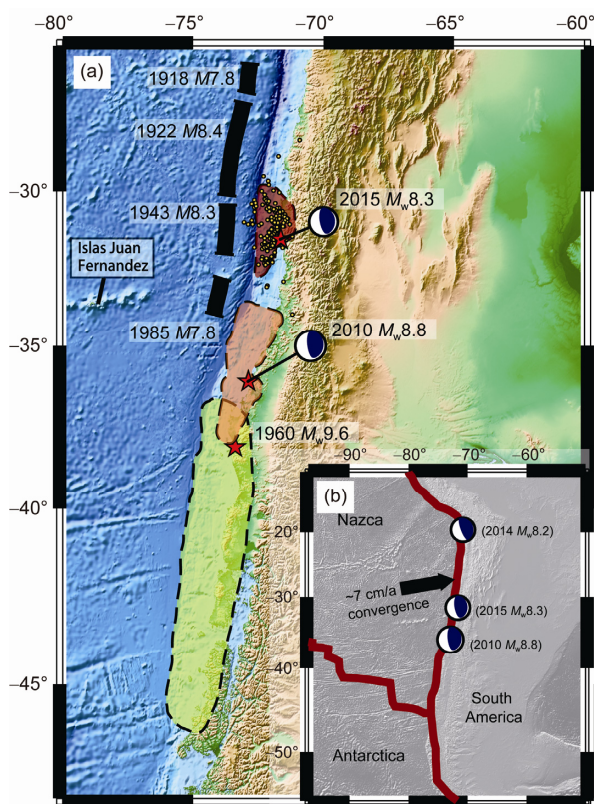 −80° −75° −70° −65° −60°
(a)
1918 M7.8
1922 M8.4
−30°
2015 Mw8.3
1943 M8.3
Islas Juan
Fernandez
1985 M7.8
−35°
2010 Mw8.8
1960 Mw9.6
−90° −80° −70° −60°
−40°
(b)
Nazca
20°
(2014 Mw8.2)
~7 cm/a
convergence
30°
(2015 Mw8.3)
(2010 Mw8.8)
40°
−45°
South
America
Antarctica
−50°